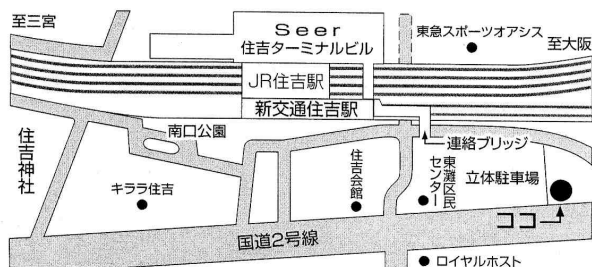 至三宮
Seer
住吉ターミナルビル
東急スポーツオアシス
至大阪
JR住吉駅
新交通住吉駅
住吉神社
南口公園
連絡ブリッジ
キララ住吉
住吉会館
東灘区民
センター
立体駐車場
ココ
国道2号線
ロイヤルホスト